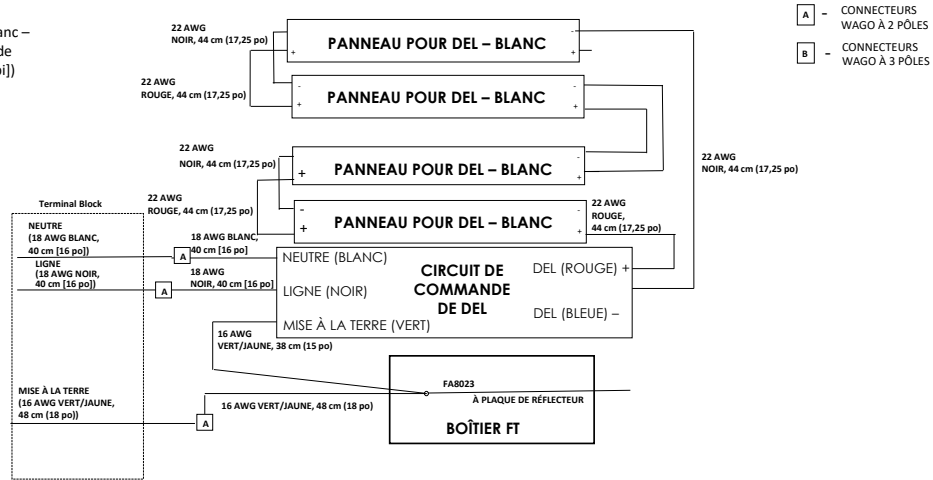 anc –
de
i])
A – CONNECTEURS
WAGO À 2 PÔLES
B – CONNECTEURS
WAGO À 3 PÔLES
22 AWG
NOIR, 44 cm (17,25 po)
+ PANNEAU POUR DEL – BLANC -
+
22 AWG
ROUGE, 44 cm (17,25 po)
- PANNEAU POUR DEL – BLANC -
+ +
22 AWG
NOIR, 44 cm (17,25 po)
+ PANNEAU POUR DEL – BLANC -
+
22 AWG
NOIR, 44 cm (17,25 po)
22 AWG
ROUGE, 44 cm (17,25 po)
- PANNEAU POUR DEL – BLANC -
+ +
22 AWG
ROUGE,
44 cm (17,25 po)
Terminal Block
NEUTRE
(18 AWG BLANC,
40 cm [16 po])
A
18 AWG BLANC,
40 cm [16 po]
LIGNE
(18 AWG NOIR,
40 cm [16 po])
A
18 AWG
NOIR, 40 cm [16 po]
NEUTRE (BLANC)
LIGNE (NOIR)
MISE À LA TERRE (VERT)
CIRCUIT DE
COMMANDE
DE DEL
DEL (ROUGE) +
DEL (BLEUE) –
16 AWG
VERT/JAUNE, 38 cm (15 po)
MISE À LA TERRE
(16 AWG VERT/JAUNE,
48 cm (18 po))
A
16 AWG VERT/JAUNE, 48 cm (18 po)
FA8023
À PLAQUE DE RÉFLECTEUR
BOÎTIER FT